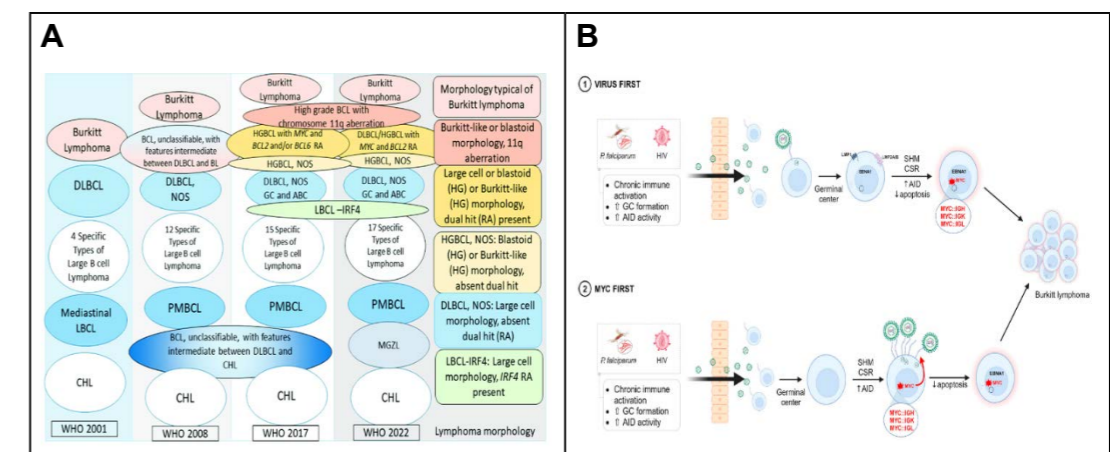 A
Burkitt
Lymphoma
DLBCL
4 Specific
Types of
Large B cell
Lymphoma
Mediastinal
LBCL
CHL
WHO 2001
Burkitt
Lymphoma
BCL,
unclassifiable, with
features intermediate
between DLBCL and BL
DLBCL,
NOS
12 Specific
Types of
Large B cell
Lymphoma
PMBCL
BCL, unclassifiable, with features
intermediate between DLBCL and
CHL
CHL
WHO 2008
Burkitt
Lymphoma
High grade BCL with
chromosome 11q aberration
HGBCL with MYC and
BCL2 and/or BCL6 RA
HGBCL, NOS
DLBCL, NOS
GC and ABC
LBCL –IRF4
15 Specific
Types of
Large B cell
Lymphoma
PMBCL
CHL
WHO 2017
Burkitt
Lymphoma
DLBCL/HGBCL with
MYC and BCL2 RA
HGBCL, NOS
DLBCL, NOS
GC and ABC
17 Specific
Types of
Large B cell
Lymphoma
PMBCL
MGZL
CHL
WHO 2022
Morphology typical of
Burkitt lymphoma
Burkitt-like or blastoid
morphology, 11q
aberration
Large cell or blastoid
(HG) or Burkitt-like
(HG) morphology,
dual hit (RA) present
HGBCL, NOS: Blastoid
(HG) or Burkitt-like
(HG) morphology,
absent dual hit
DLBCL, NOS: Large cell
morphology, absent
dual hit (RA)
LBCL-IRF4: Large cell
morphology, IRF4 RA
present
Lymphoma morphology
B
1 VIRUS FIRST
P. falciparum
HIV
• Chronic immune
activation
• ⇧ GC formation
• ⇧ AID activity
Germinal
center
LMP1
LMP2A/B
EBNA1
SHM
CSR
↑AID
↓apoptosis
EBNA1
MYC
MYC::IGH
MYC::IGK
MYC::IGL
Burkitt lymphoma
2 MYC FIRST
P. falciparum
HIV
• Chronic immune
activation
• ⇧ GC formation
• ⇧ AID activity
Germinal
center
SHM
CSR
↑AID
MYC
MYC::IGH
MYC::IGK
MYC::IGL
↓apoptosis
EBNA1
MYC